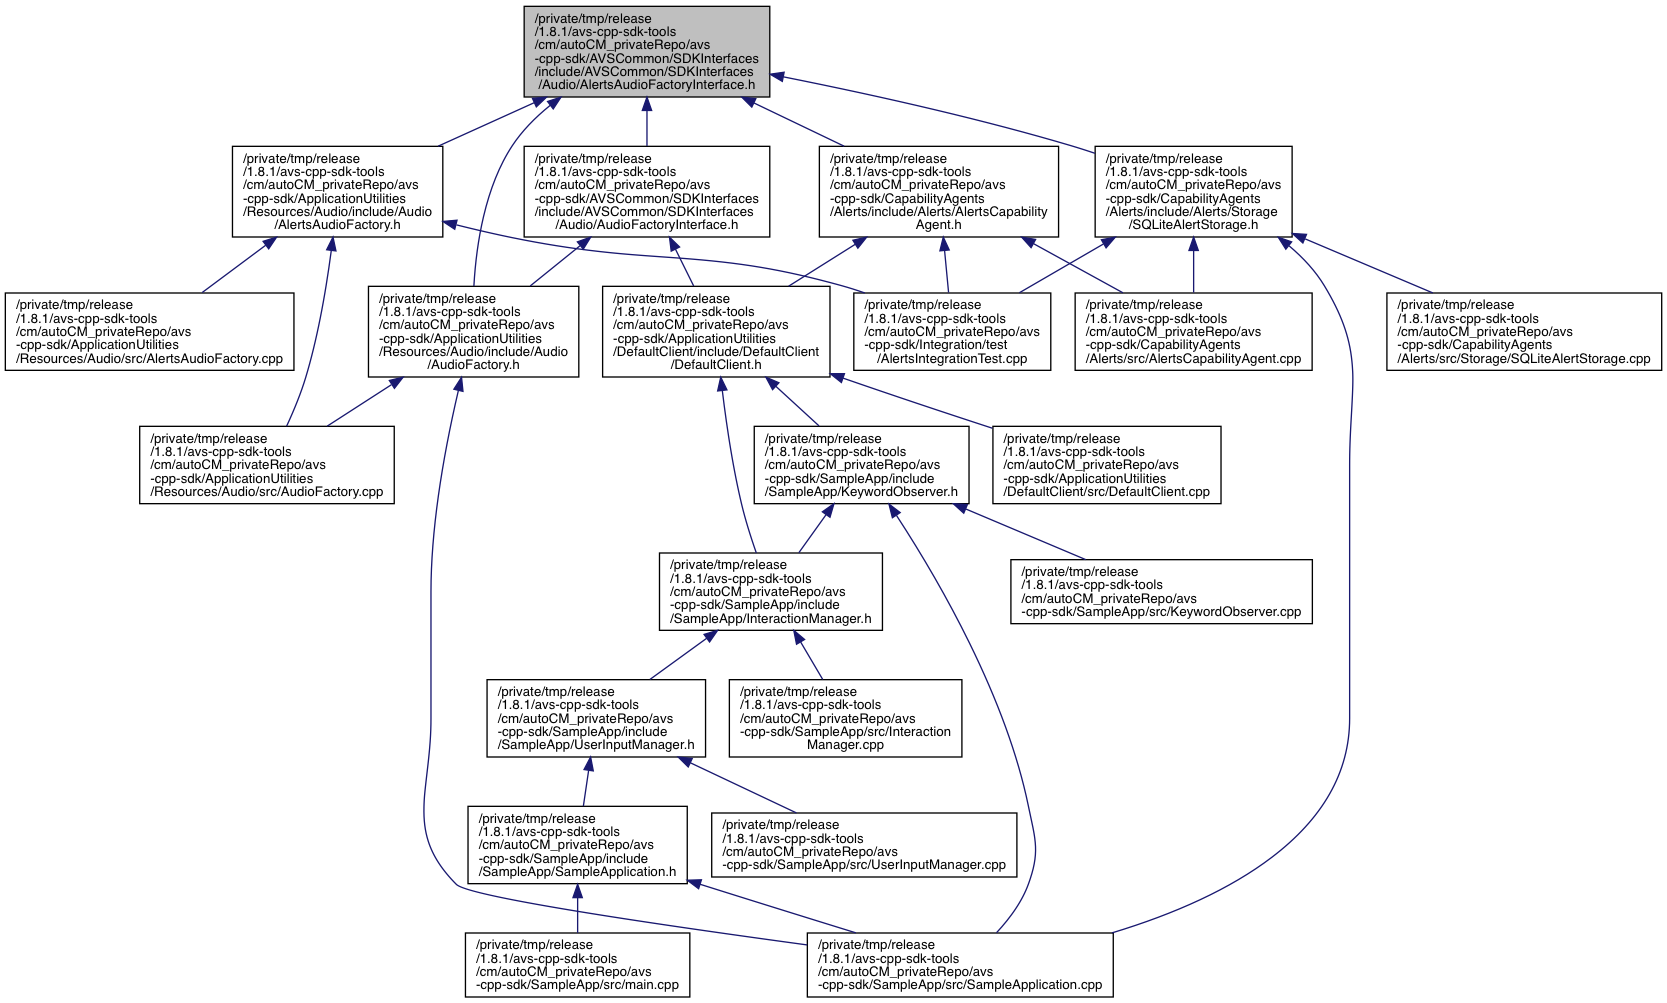 /private/tmp/release
/1.8.1/avs-cpp-sdk-tools
/cm/autoCM_privateRepo/avs
-cpp-sdk/AVSCommon/SDKInterfaces
/include/AVSCommon/SDKInterfaces
/Audio/AlertsAudioFactoryInterface.h
/private/tmp/release
/1.8.1/avs-cpp-sdk-tools
/cm/autoCM_privateRepo/avs
-cpp-sdk/ApplicationUtilities
/Resources/Audio/include/Audio
/AlertsAudioFactory.h
/private/tmp/release
/1.8.1/avs-cpp-sdk-tools
/cm/autoCM_privateRepo/avs
-cpp-sdk/AVSCommon/SDKInterfaces
/include/AVSCommon/SDKInterfaces
/Audio/AudioFactoryInterface.h
/private/tmp/release
/1.8.1/avs-cpp-sdk-tools
/cm/autoCM_privateRepo/avs
-cpp-sdk/CapabilityAgents
/Alerts/include/Alerts/AlertsCapability
Agent.h
/private/tmp/release
/1.8.1/avs-cpp-sdk-tools
/cm/autoCM_privateRepo/avs
-cpp-sdk/CapabilityAgents
/Alerts/include/Alerts/Storage
/SQLiteAlertStorage.h
/private/tmp/release
/1.8.1/avs-cpp-sdk-tools
/cm/autoCM_privateRepo/avs
-cpp-sdk/ApplicationUtilities
/Resources/Audio/src/AlertsAudioFactory.cpp
/private/tmp/release
/1.8.1/avs-cpp-sdk-tools
/cm/autoCM_privateRepo/avs
-cpp-sdk/ApplicationUtilities
/Resources/Audio/include/Audio
/AudioFactory.h
/private/tmp/release
/1.8.1/avs-cpp-sdk-tools
/cm/autoCM_privateRepo/avs
-cpp-sdk/ApplicationUtilities
/DefaultClient/include/DefaultClient
/DefaultClient.h
/private/tmp/release
/1.8.1/avs-cpp-sdk-tools
/cm/autoCM_privateRepo/avs
-cpp-sdk/Integration/test
/AlertsIntegrationTest.cpp
/private/tmp/release
/1.8.1/avs-cpp-sdk-tools
/cm/autoCM_privateRepo/avs
-cpp-sdk/CapabilityAgents
/Alerts/src/AlertsCapabilityAgent.cpp
/private/tmp/release
/1.8.1/avs-cpp-sdk-tools
/cm/autoCM_privateRepo/avs
-cpp-sdk/CapabilityAgents
/Alerts/src/Storage/SQLiteAlertStorage.cpp
/private/tmp/release
/1.8.1/avs-cpp-sdk-tools
/cm/autoCM_privateRepo/avs
-cpp-sdk/ApplicationUtilities
/Resources/Audio/src/AudioFactory.cpp
/private/tmp/release
/1.8.1/avs-cpp-sdk-tools
/cm/autoCM_privateRepo/avs
-cpp-sdk/SampleApp/include
/SampleApp/KeywordObserver.h
/private/tmp/release
/1.8.1/avs-cpp-sdk-tools
/cm/autoCM_privateRepo/avs
-cpp-sdk/ApplicationUtilities
/DefaultClient/src/DefaultClient.cpp
/private/tmp/release
/1.8.1/avs-cpp-sdk-tools
/cm/autoCM_privateRepo/avs
-cpp-sdk/SampleApp/include
/SampleApp/InteractionManager.h
/private/tmp/release
/1.8.1/avs-cpp-sdk-tools
/cm/autoCM_privateRepo/avs
-cpp-sdk/SampleApp/src/KeywordObserver.cpp
/private/tmp/release
/1.8.1/avs-cpp-sdk-tools
/cm/autoCM_privateRepo/avs
-cpp-sdk/SampleApp/include
/SampleApp/UserInputManager.h
/private/tmp/release
/1.8.1/avs-cpp-sdk-tools
/cm/autoCM_privateRepo/avs
-cpp-sdk/SampleApp/src/Interaction
Manager.cpp
/private/tmp/release
/1.8.1/avs-cpp-sdk-tools
/cm/autoCM_privateRepo/avs
-cpp-sdk/SampleApp/include
/SampleApp/SampleApplication.h
/private/tmp/release
/1.8.1/avs-cpp-sdk-tools
/cm/autoCM_privateRepo/avs
-cpp-sdk/SampleApp/src/UserInputManager.cpp
/private/tmp/release
/1.8.1/avs-cpp-sdk-tools
/cm/autoCM_privateRepo/avs
-cpp-sdk/SampleApp/src/main.cpp
/private/tmp/release
/1.8.1/avs-cpp-sdk-tools
/cm/autoCM_privateRepo/avs
-cpp-sdk/SampleApp/src/SampleApplication.cpp